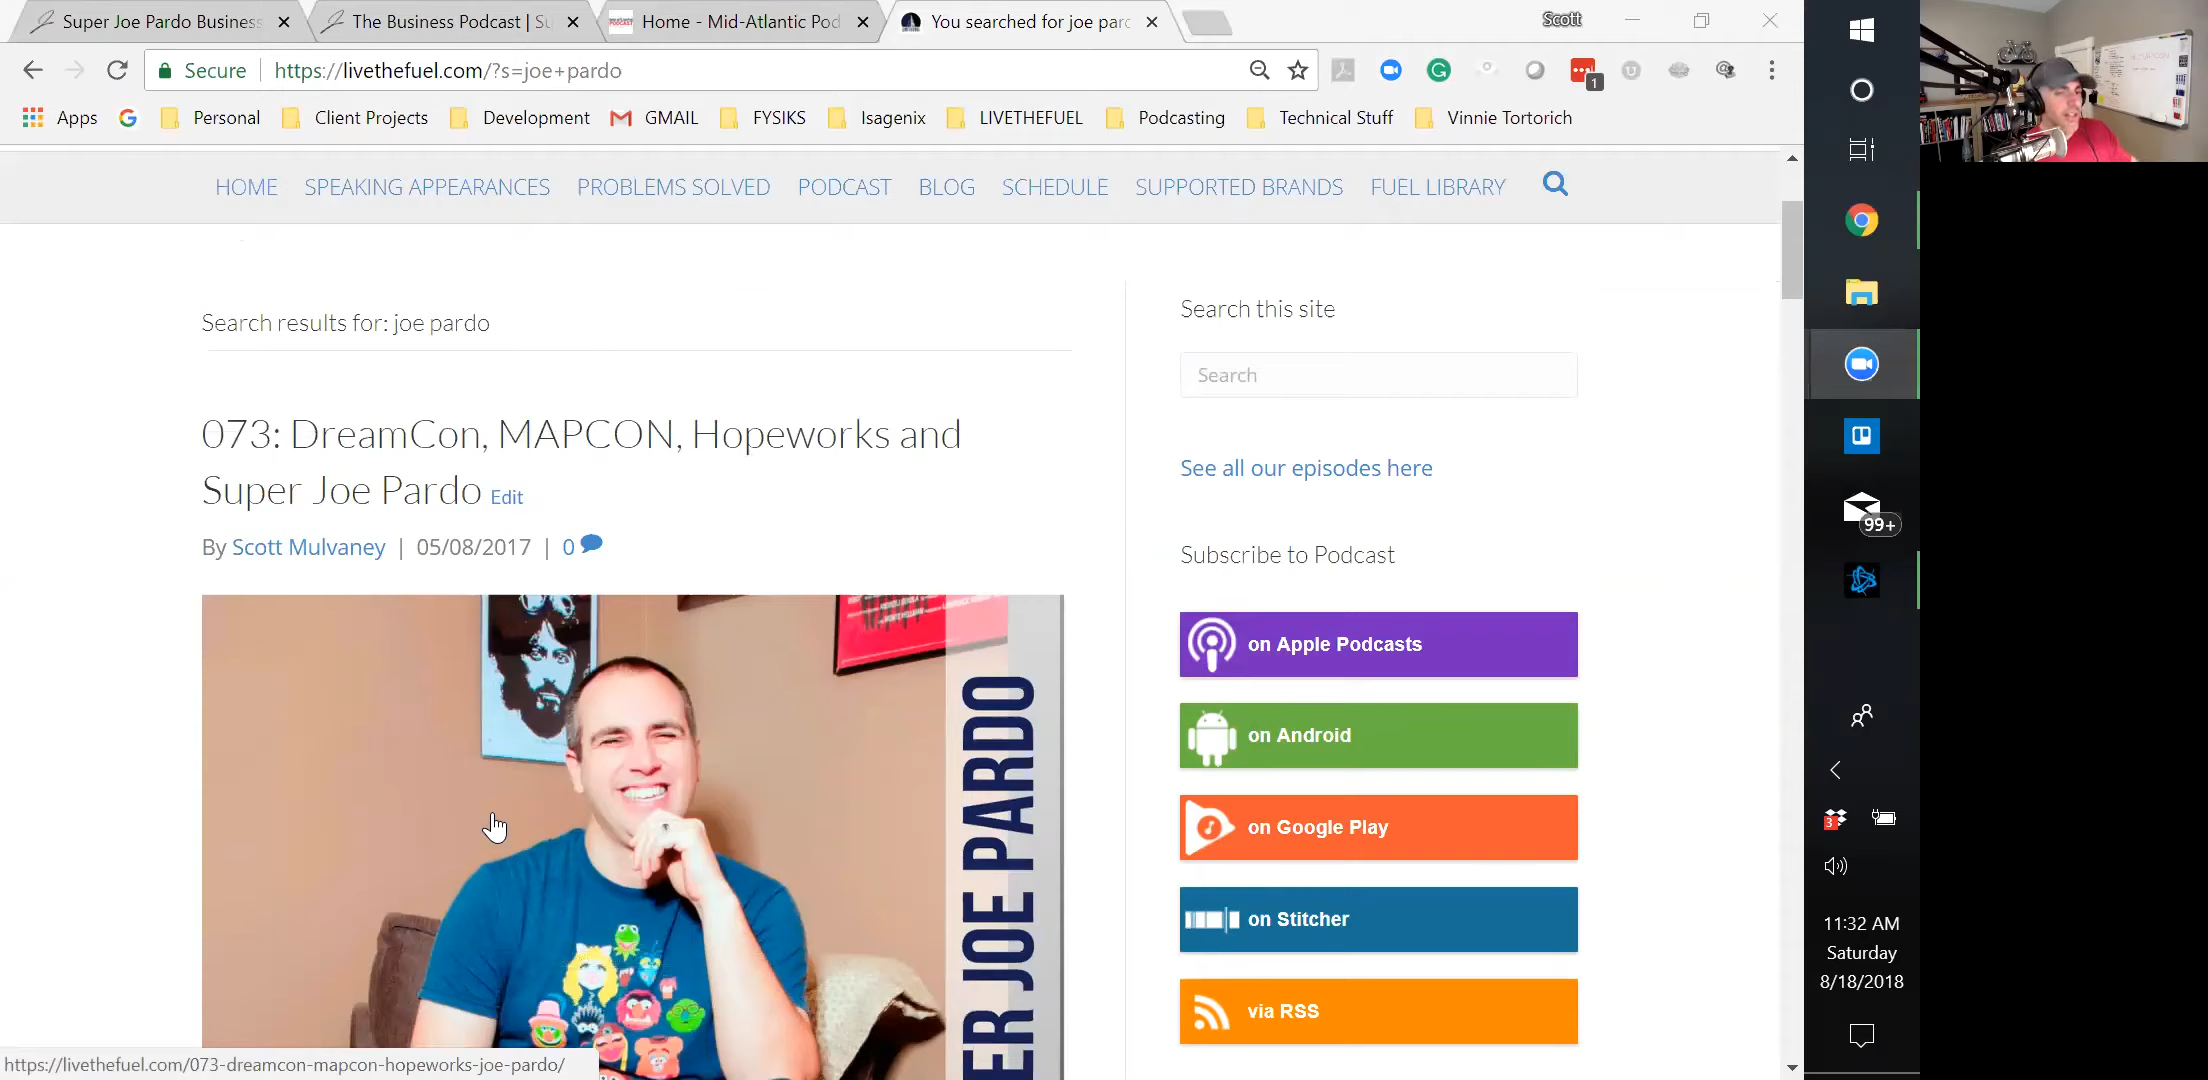 Super Joe Pardo Business
The Business Podcast | Su
Home - Mid-Atlantic Pod
You searched for joe pard
Scott
Secure
https://livethefuel.com/?s=joe+pardo
1
Apps
Personal
Client Projects
Development
GMAIL
FYSIKS
Isagenix
LIVETHEFUEL
Podcasting
Technical Stuff
Vinnie Tortorich
HOME
SPEAKING APPEARANCES
PROBLEMS SOLVED
PODCAST
BLOG
SCHEDULE
SUPPORTED BRANDS
FUEL LIBRARY
Search results for: joe pardo
073: DreamCon, MAPCON, Hopeworks and
Super Joe Pardo Edit
By Scott Mulvaney | 05/08/2017 | 0
ER JOE PARDO
https://livethefuel.com/073-dreamcon-mapcon-hopeworks-joe-pardo/
Search this site
Search
See all our episodes here
Subscribe to Podcast
on Apple Podcasts
on Android
on Google Play
on Stitcher
via RSS
99+
3
11:32 AM
Saturday
8/18/2018